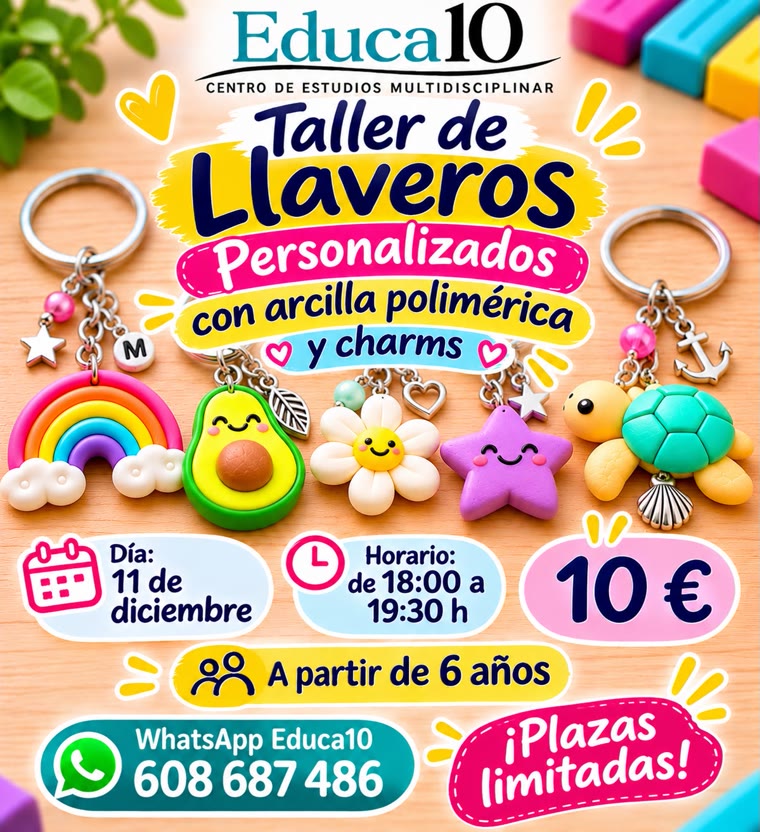 Educa10
CENTRO DE ESTUDIOS MULTIDISCIPLINAR
Taller de
Llaveros
Personalizados
con arcilla polimérica
y charms
M
Día:
11 de
diciembre
Horario:
de 18:00 a
19:30 h
10 €
A partir de 6 años
WhatsApp Educa10
608 687 486
¡Plazas
limitadas!